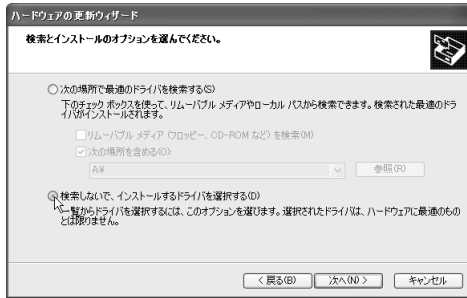 ハードウェアの更新ウィザード
検索とインストールのオプションを選んでください。
次の場所で最適のドライバを検索する(S)
下のチェック ボックスを使って、リムーバブル メディアやローカル パスから検索できます。検索された最適のドラ
イバがインストールされます。
リムーバブル メディア (フロッピー、CD-ROM など) を検索(M)
次の場所を含める(O):
A¥
参照(R)
検索しないで、インストールするドライバを選択する(D)
一覧からドライバを選択するには、このオプションを選びます。選択されたドライバは、ハードウェアに最適のもの
とは限りません。
< 戻る(B)
次へ(N) >
キャンセル